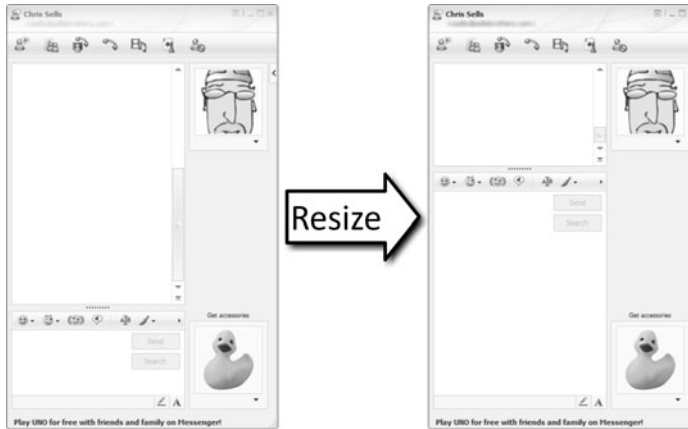 Chris Sells
Send
Search
Get accessories
Play UNO for free with friends and family on Messenger!
Resize
Chris Sells
Send
Search
Get accessories
Play UNO for free with friends and family on Messenger!